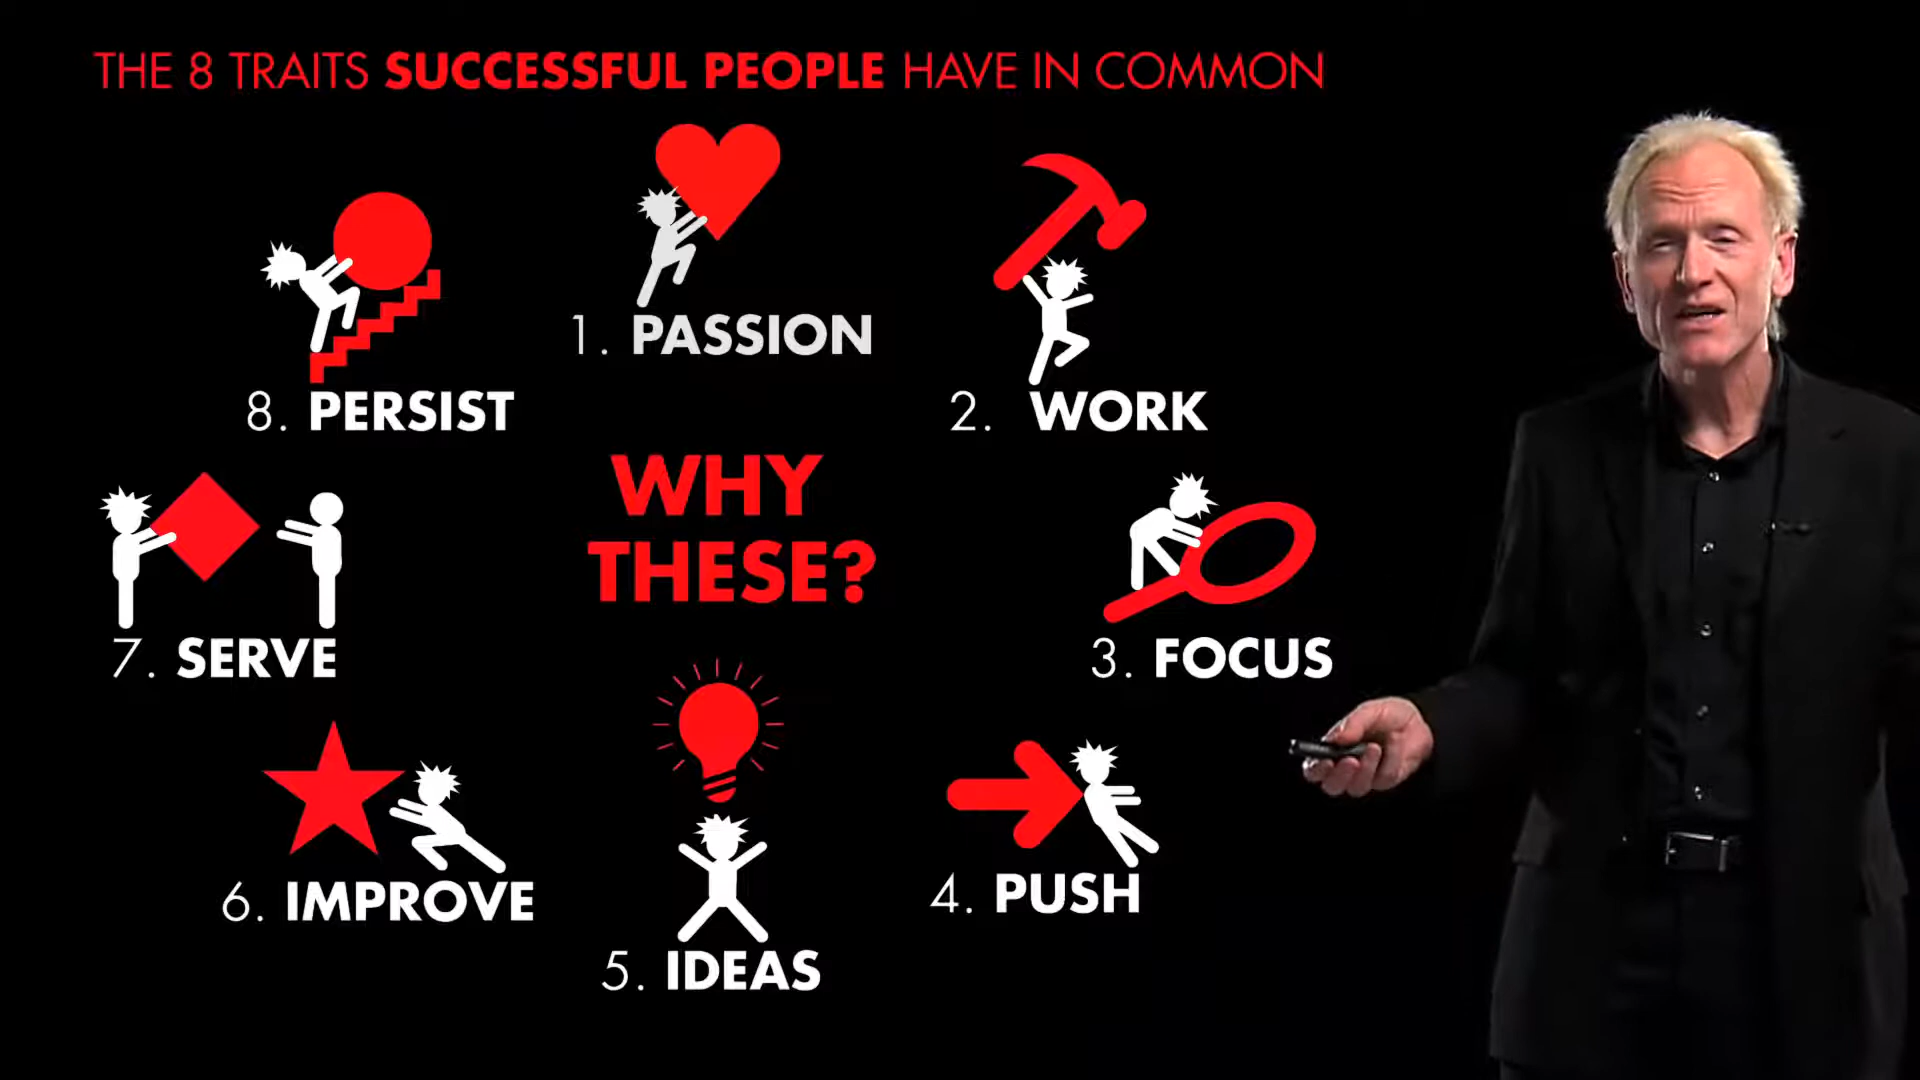 THE 8 TRAITS SUCCESSFUL PEOPLE HAVE IN COMMON
1. PASSION
2. WORK
3. FOCUS
4. PUSH
5. IDEAS
6. IMPROVE
7. SERVE
8. PERSIST
WHY
THESE?